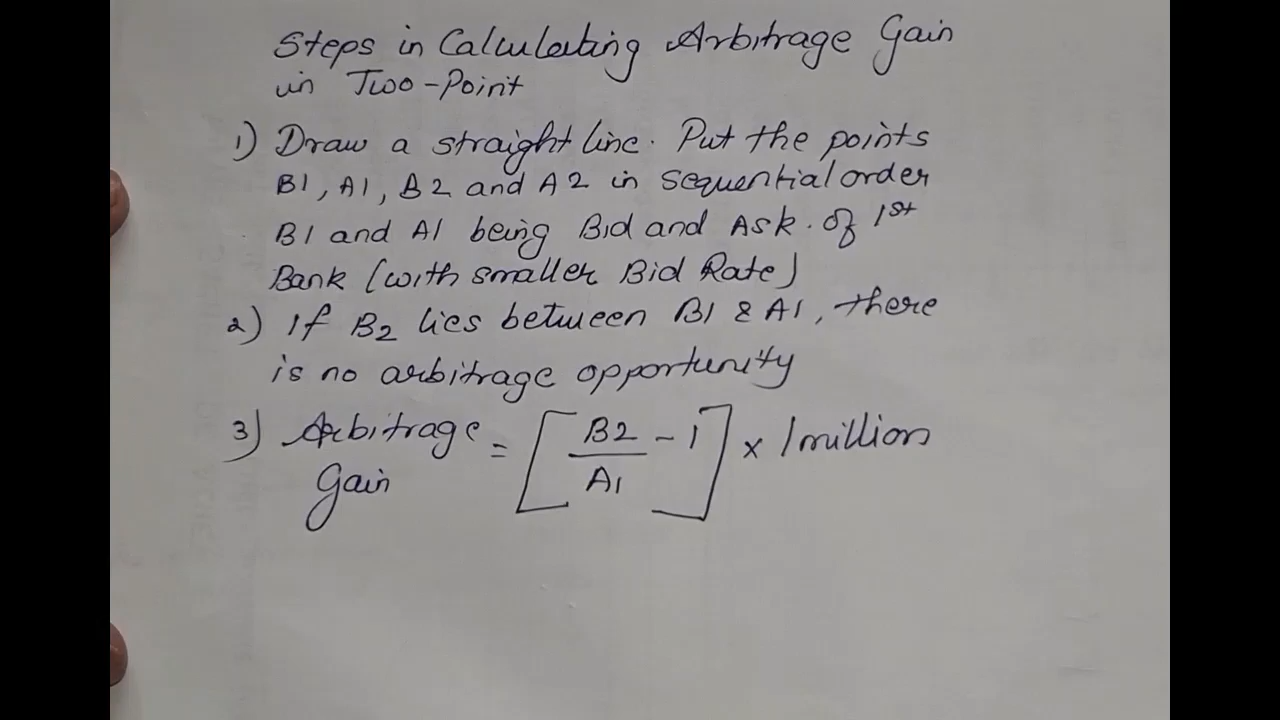 Steps in Calculating Arbitrage Gain
in Two-Point
1) Draw a straight line. Put the points
B1, A1, B2 and A2 in sequential order
B1 and A1 being Bid and Ask. of 1st
Bank (with smaller Bid Rate)
2) If B2 lies between B1 & A1, there
is no arbitrage opportunity
3) Arbitrage Gain = [B2/A1 - 1] x 1 million